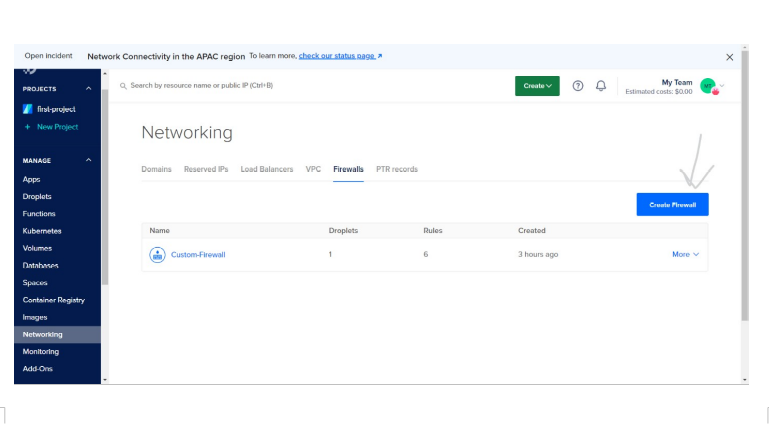 Open incident Network Connectivity in the APAC region To learn more, check our status page
PROJECTS
first-project
+ New Project
MANAGE
Apps
Droplets
Functions
Kubernetes
Volumes
Databases
Spaces
Container Registry
Images
Networking
Monitoring
Add-Ons
Search by resource name or public IP (Ctrl+B)
Create
My Team
Estimated costs: $0.00
MT
Networking
Domains Reserved IPs Load Balancers VPC Firewalls PTR records
Create Firewall
Name Droplets Rules Created
Custom-Firewall 1 6 3 hours ago More